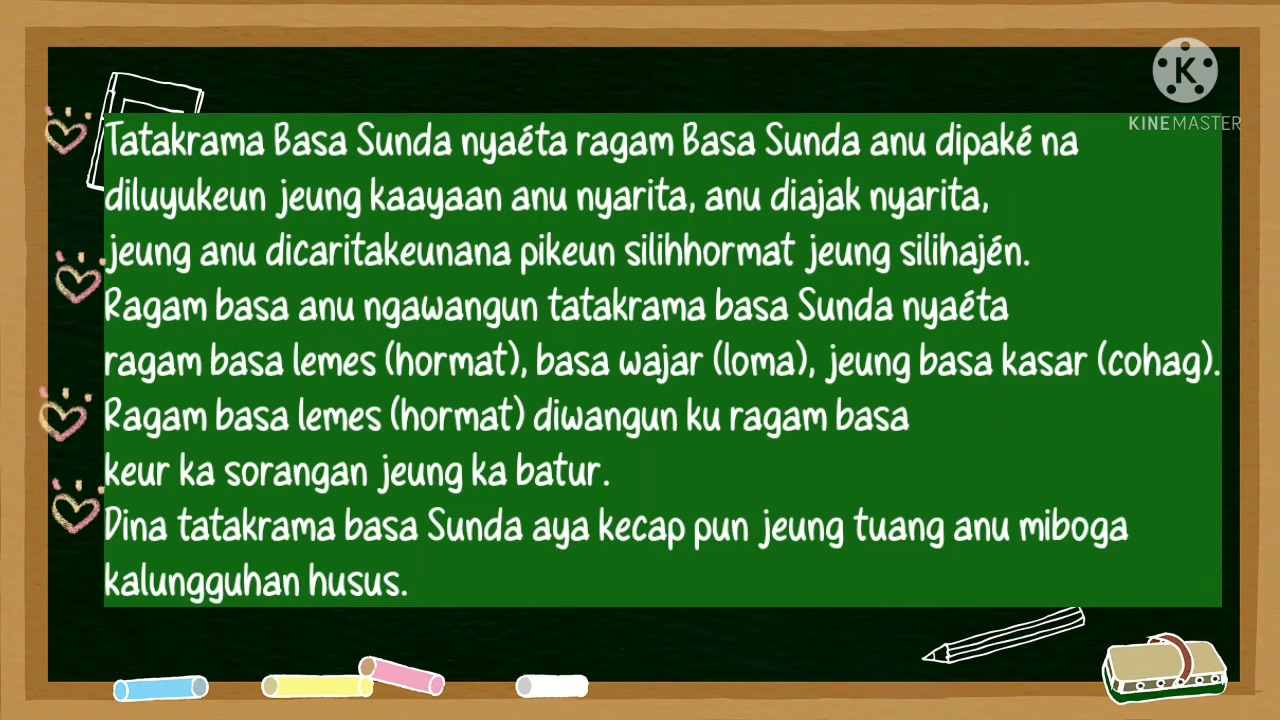 K
KINEMASTER
Tatakrama Basa Sunda nyaéta ragam Basa Sunda anu dipaké na
diluyukeun jeung kaayaan anu nyarita, anu diajak nyarita,
jeung anu dicaritakeunana pikeun silihhormat jeung silihajén.
Ragam basa anu ngawangun tatakrama basa Sunda nyaéta
ragam basa lemes (hormat), basa wajar (loma), jeung basa kasar (cohag).
Ragam basa lemes (hormat) diwangun ku ragam basa
keur ka sorangan jeung ka batur.
Dina tatakrama basa Sunda aya kecap pun jeung tuang anu miboga
kalungguhan husus.